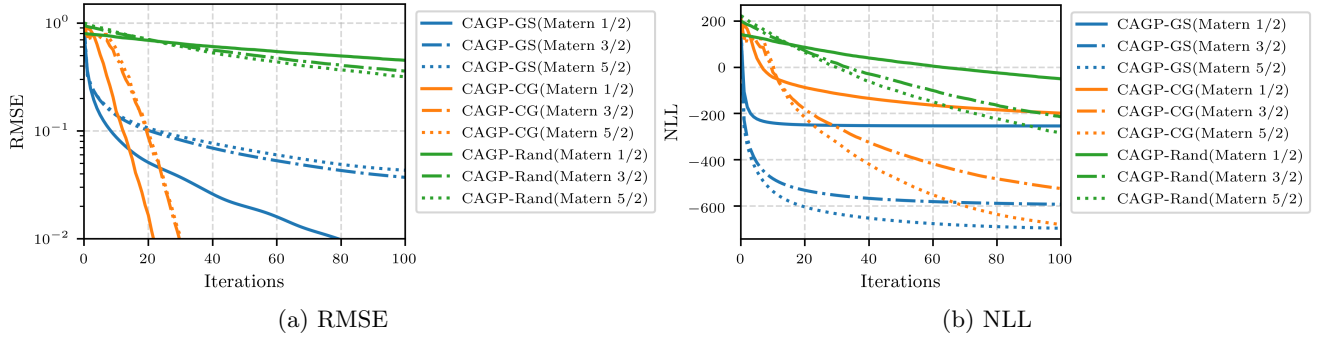 10⁰
10⁻¹
10⁻²
RMSE
0 20 40 60 80 100
Iterations
CAGP-GS(Matern 1/2)
CAGP-GS(Matern 3/2)
CAGP-GS(Matern 5/2)
CAGP-CG(Matern 1/2)
CAGP-CG(Matern 3/2)
CAGP-CG(Matern 5/2)
CAGP-Rand(Matern 1/2)
CAGP-Rand(Matern 3/2)
CAGP-Rand(Matern 5/2)
(a) RMSE
200
0
−200
−400
−600
NLL
0 20 40 60 80 100
Iterations
CAGP-GS(Matern 1/2)
CAGP-GS(Matern 3/2)
CAGP-GS(Matern 5/2)
CAGP-CG(Matern 1/2)
CAGP-CG(Matern 3/2)
CAGP-CG(Matern 5/2)
CAGP-Rand(Matern 1/2)
CAGP-Rand(Matern 3/2)
CAGP-Rand(Matern 5/2)
(b) NLL